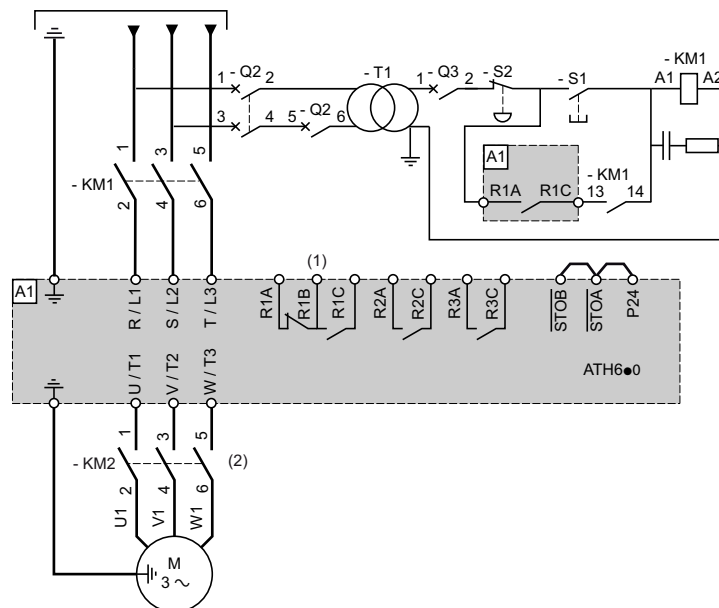 1 - Q2 2 - T1 1 - Q3 2 - S2 - S1 - KM1
A1 A2
3 4 5 - Q2 6
A1
R1A R1C
- KM1
13 14
1 3 5
- KM1
2 4 6
(1)
A1
R / L1 S / L2 T / L3
R1A R1B R1C R2A R2C R3A R3C
STOB STOA P24
U / T1 V / T2 W / T3
ATH6●0
1 3 5
- KM2 (2)
2 4 6
U1 V1 W1
M
3 ~